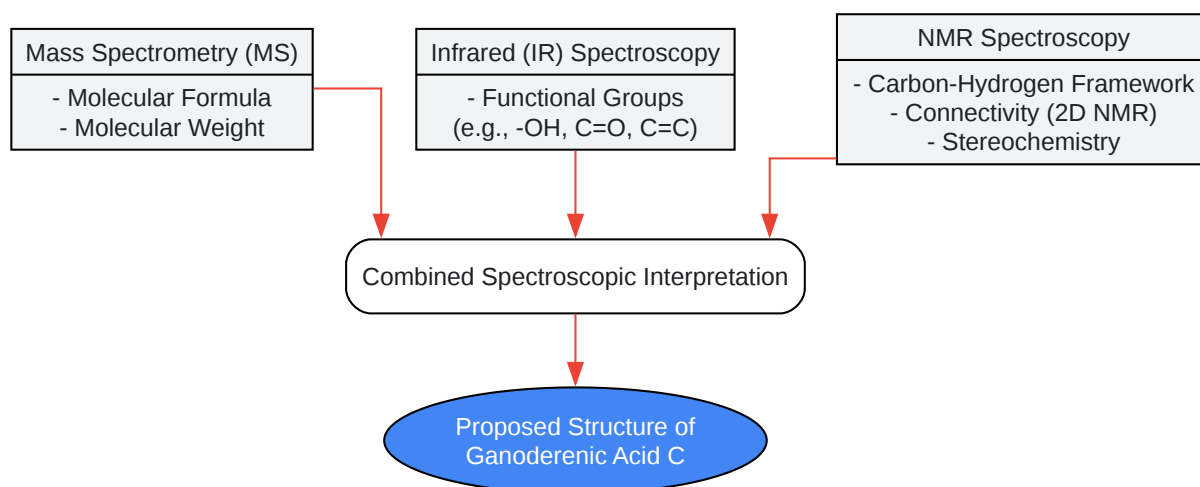 Mass Spectrometry (MS)
- Molecular Formula
- Molecular Weight
Infrared (IR) Spectroscopy
- Functional Groups
(e.g., -OH, C=O, C=C)
NMR Spectroscopy
- Carbon-Hydrogen Framework
- Connectivity (2D NMR)
- Stereochemistry
Combined Spectroscopic Interpretation
Proposed Structure of
Ganoderenic Acid C